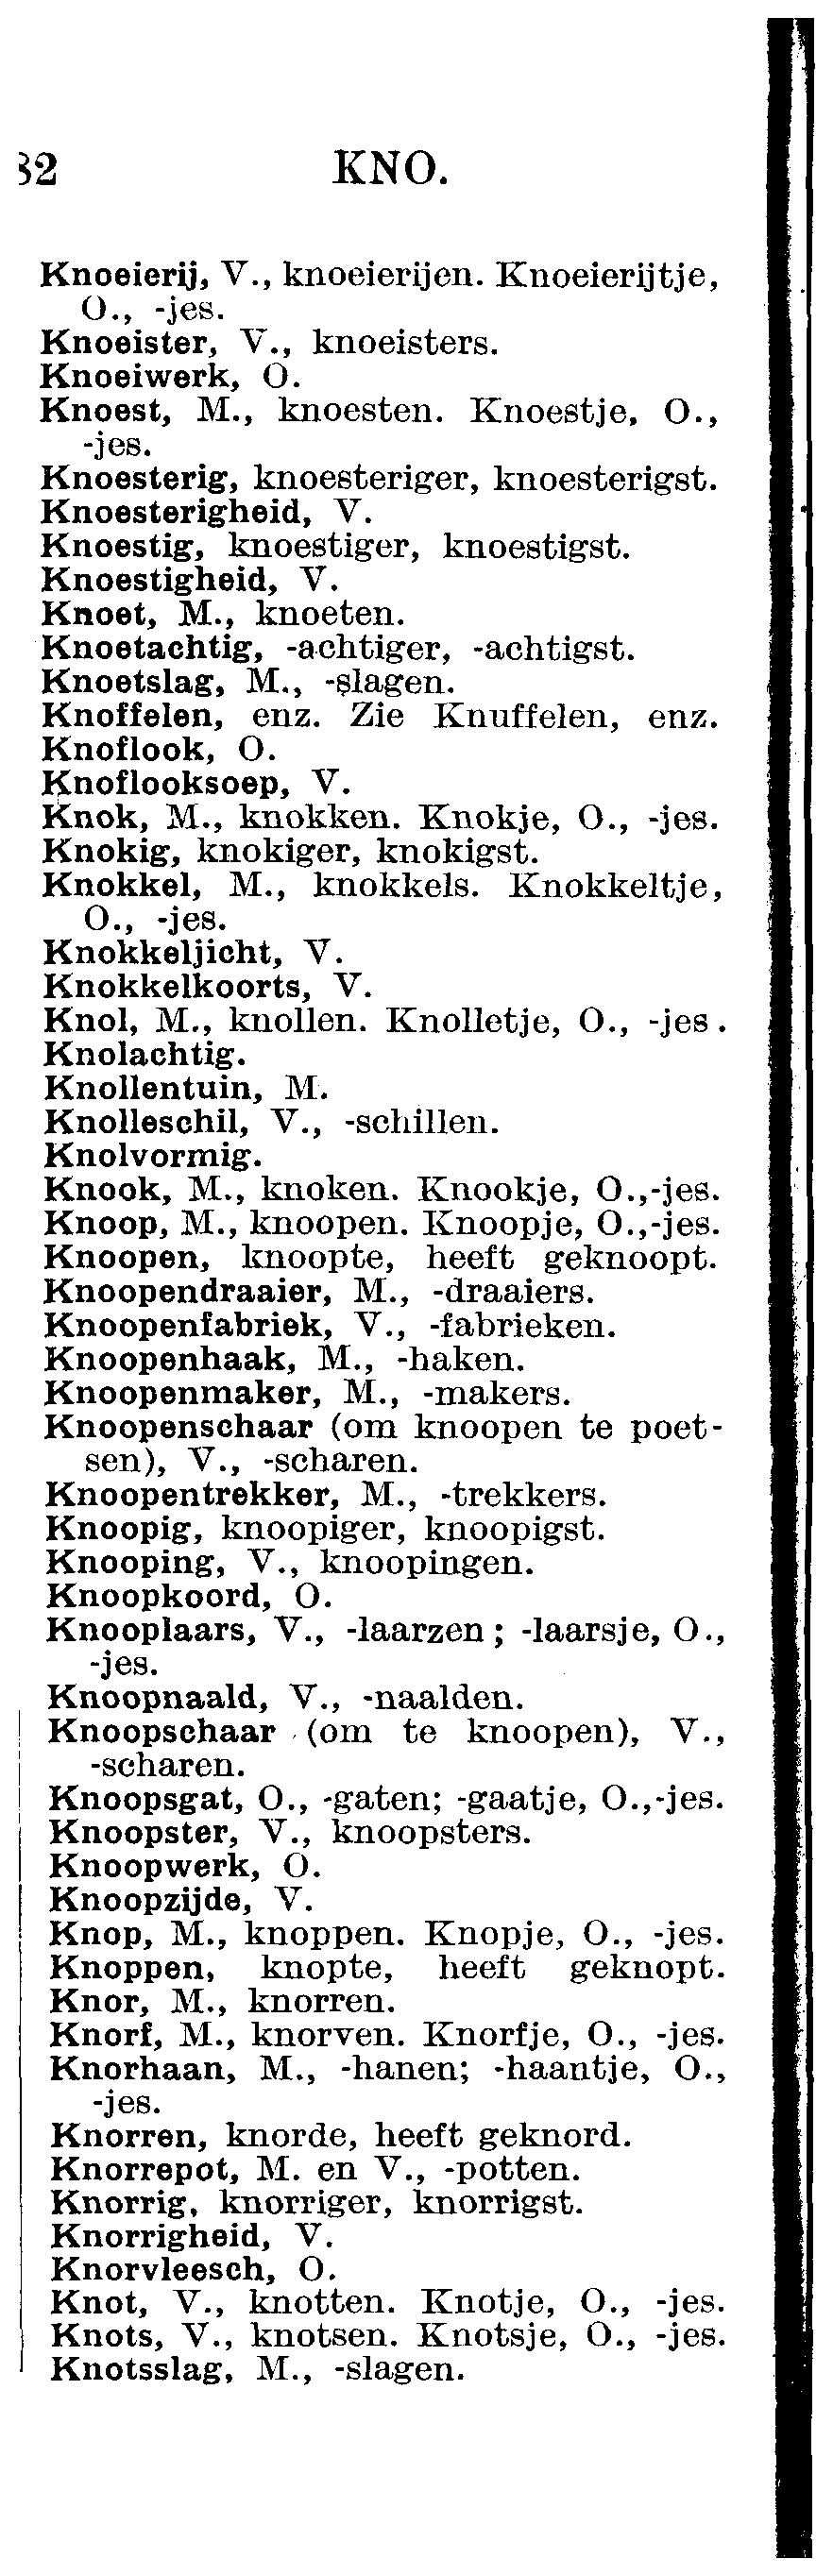 32 KNO.
Knoeierij, V., knoeierijen. Knoeierijtje,
O., -jes.
Knoeister, V., knoeisters.
Knoeiwerk, O.
Knoest, M., knoesten. Knoestje, O.,
-jes.
Knoesterig, knoesteriger, knoesterigst.
Knoesterigheid, V.
Knoestig, knoestiger, knoestigst.
Knoestigheid, V.
Knoet, M., knoeten.
Knoetachtig, -achtiger, -achtigst.
Knoetslag, M., -slagen.
Knoffelen, enz. Zie Knuffelen, enz.
Knoflook, O.
Knoflooksoep, V.
Knok, M., knokken. Knokje, O., -jes.
Knokig, knokiger, knokigst.
Knokkel, M., knokkels. Knokkeltje,
O., -jes.
Knokkeljicht, V.
Knokkelkoorts, V.
Knol, M., knollen. Knolletje, O., -jes.
Knolachtig.
Knollentuin, M.
Knolleschil, V., -schillen.
Knolvormig.
Knook, M., knoken. Knookje, O.,-jes.
Knoop, M., knoopen. Knoopje, O.,-jes.
Knoopen, knoopte, heeft geknoopt.
Knoopendraaier, M., -draaiers.
Knoopenfabriek, V., -fabrieken.
Knoopenhaak, M., -haken.
Knoopenmaker, M., -makers.
Knoopenschaar (om knoopen te poet-
sen), V., -scharen.
Knoopentrekker, M., -trekkers.
Knoopig, knoopiger, knoopigst.
Knooping, V., knoopingen.
Knoopkoord, O.
Knooplaars, V., -laarzen; -laarsje, O.,
-jes.
Knoopnaald, V., -naalden.
Knoopschaar (om te knoopen), V.,
-scharen.
Knoopsgat, O., -gaten; -gaatje, O.,-jes.
Knoopster, V., knoopsters.
Knoopwerk, O.
Knoopzijde, V.
Knop, M., knoppen. Knopje, O., -jes.
Knoppen, knopte, heeft geknopt.
Knor, M., knorren.
Knorf, M., knorven. Knorfje, O., -jes.
Knorhaan, M., -hanen; -haantje, O.,
-jes.
Knorren, knorde, heeft geknord.
Knorrepot, M. en V., -potten.
Knorrig, knorriger, knorrigst.
Knorrigheid, V.
Knorvleesch, O.
Knot, V., knotten. Knotje, O., -jes.
Knots, V., knotsen. Knotsje, O., -jes.
Knotsslag, M., -slagen.